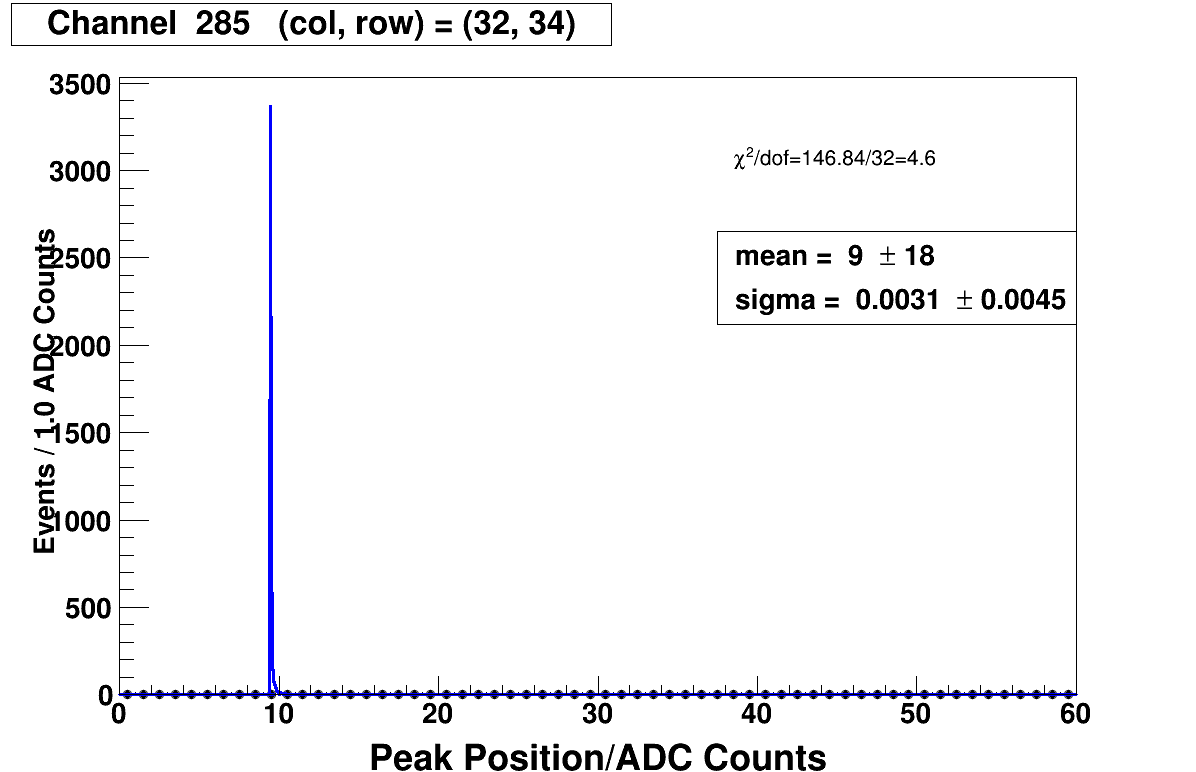 Channel  285   (col, row) = (32, 34)
3500
3000
2500
2000
1500
1000
500
0
Events / 1.0 ADC Counts
χ²/dof=146.84/32=4.6
mean =  9  ± 18
sigma =  0.0031  ± 0.0045
0 10 20 30 40 50 60
Peak Position/ADC Counts